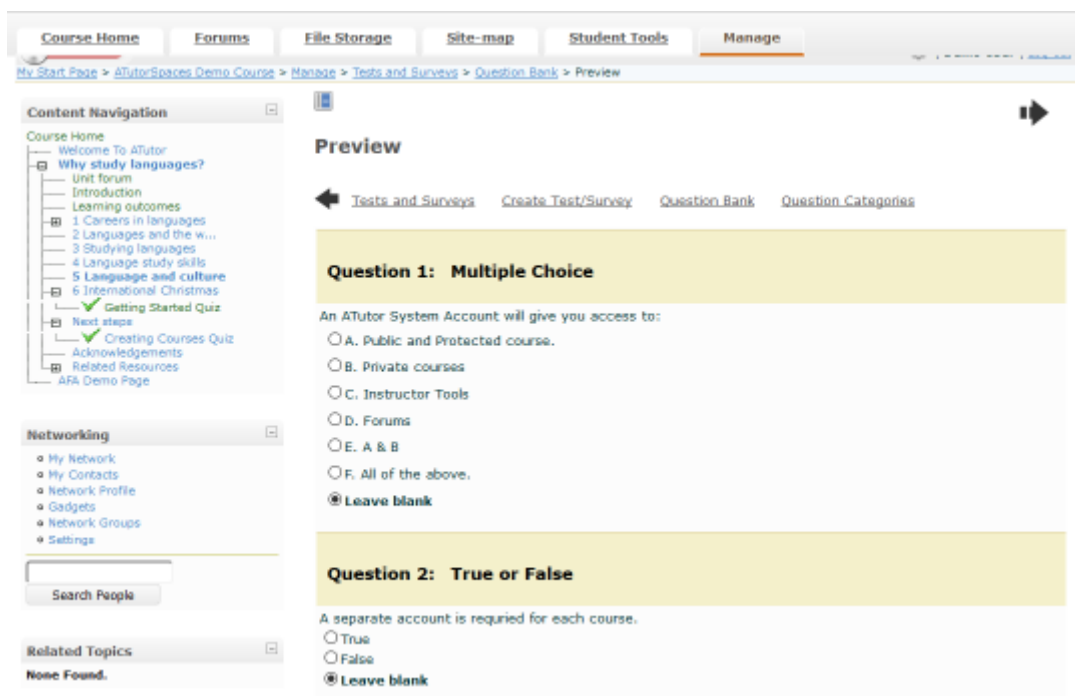 Course Home Forums File Storage Site-map Student Tools Manage
My Start Page > ATutorSpaces Demo Course > Manage > Tests and Surveys > Question Bank > Preview
Content Navigation
Course Home
Welcome To ATutor
Why study languages?
Unit forum
Introduction
Learning outcomes
1 Careers in languages
2 Languages and the w...
3 Studying languages
4 Language study skills
5 Language and culture
6 International Christmas
Getting Started Quiz
Next steps
Creating Courses Quiz
Acknowledgements
Related Resources
AFA Demo Page
Networking
My Network
My Contacts
Network Profile
Gadgets
Network Groups
Settings
Search People
Related Topics
None Found.
Preview
Tests and Surveys Create Test/Survey Question Bank Question Categories
Question 1: Multiple Choice
An ATutor System Account will give you access to:
A. Public and Protected course.
B. Private courses
C. Instructor Tools
D. Forums
E. A & B
F. All of the above.
Leave blank
Question 2: True or False
A separate account is requried for each course.
True
False
Leave blank